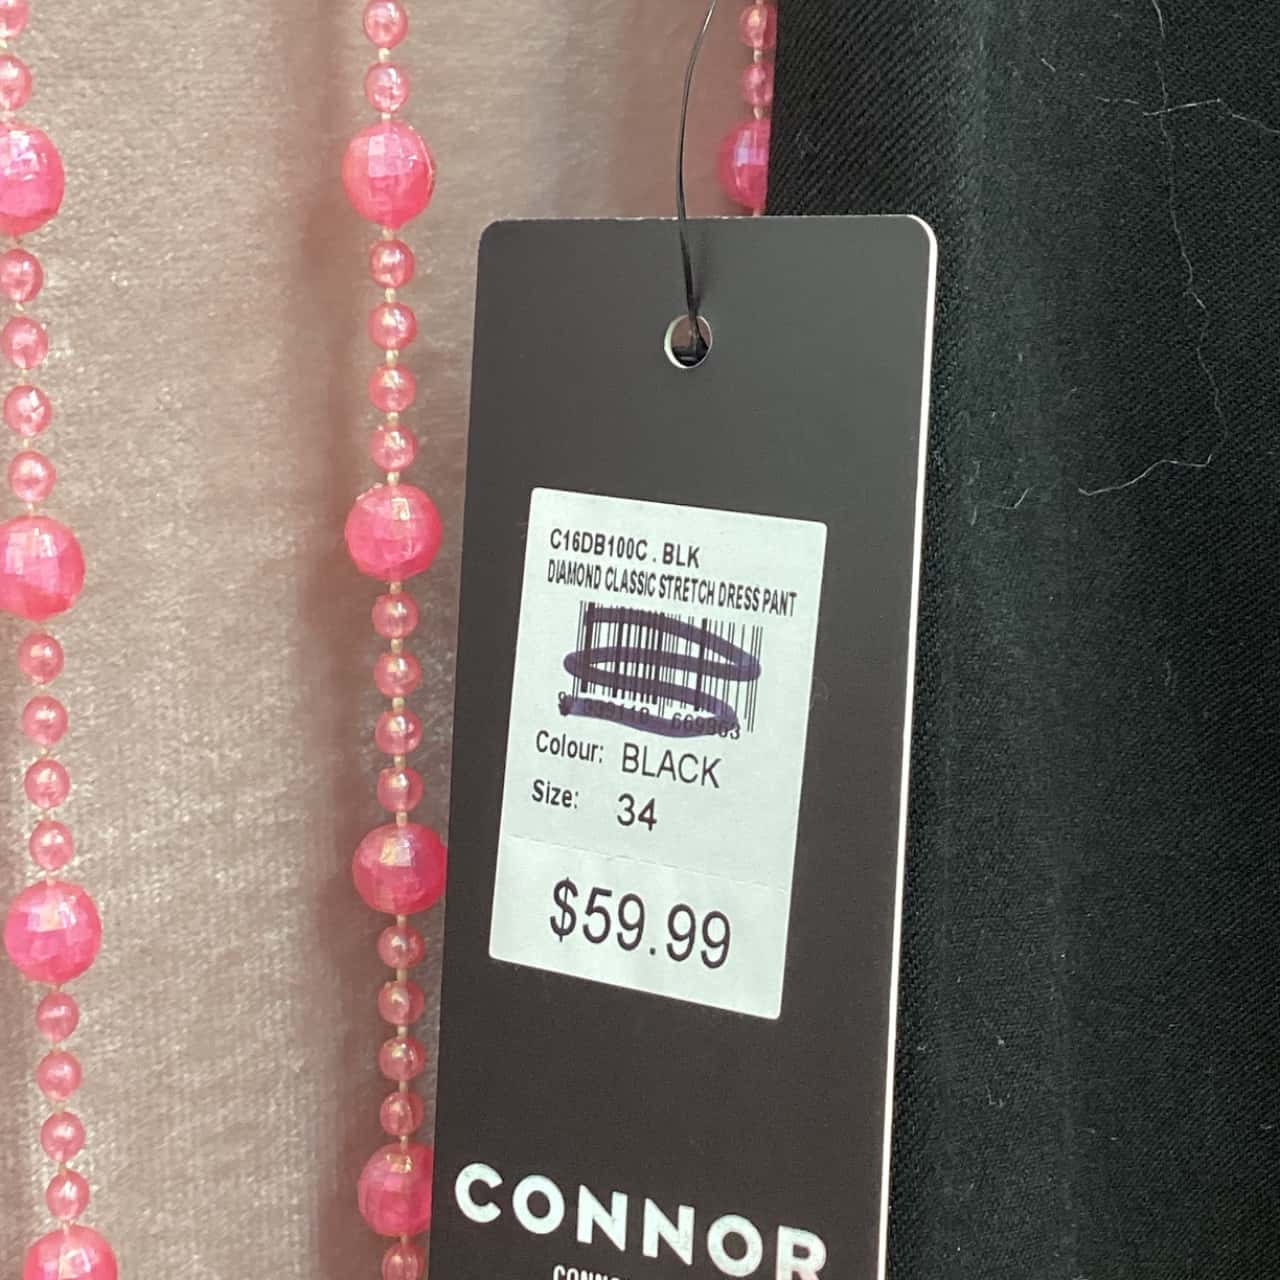 C16DB100C.BLK
DIAMOND CLASSIC STRETCH DRESS PANT
Colour: BLACK
Size: 34
$59.99
CONNOR